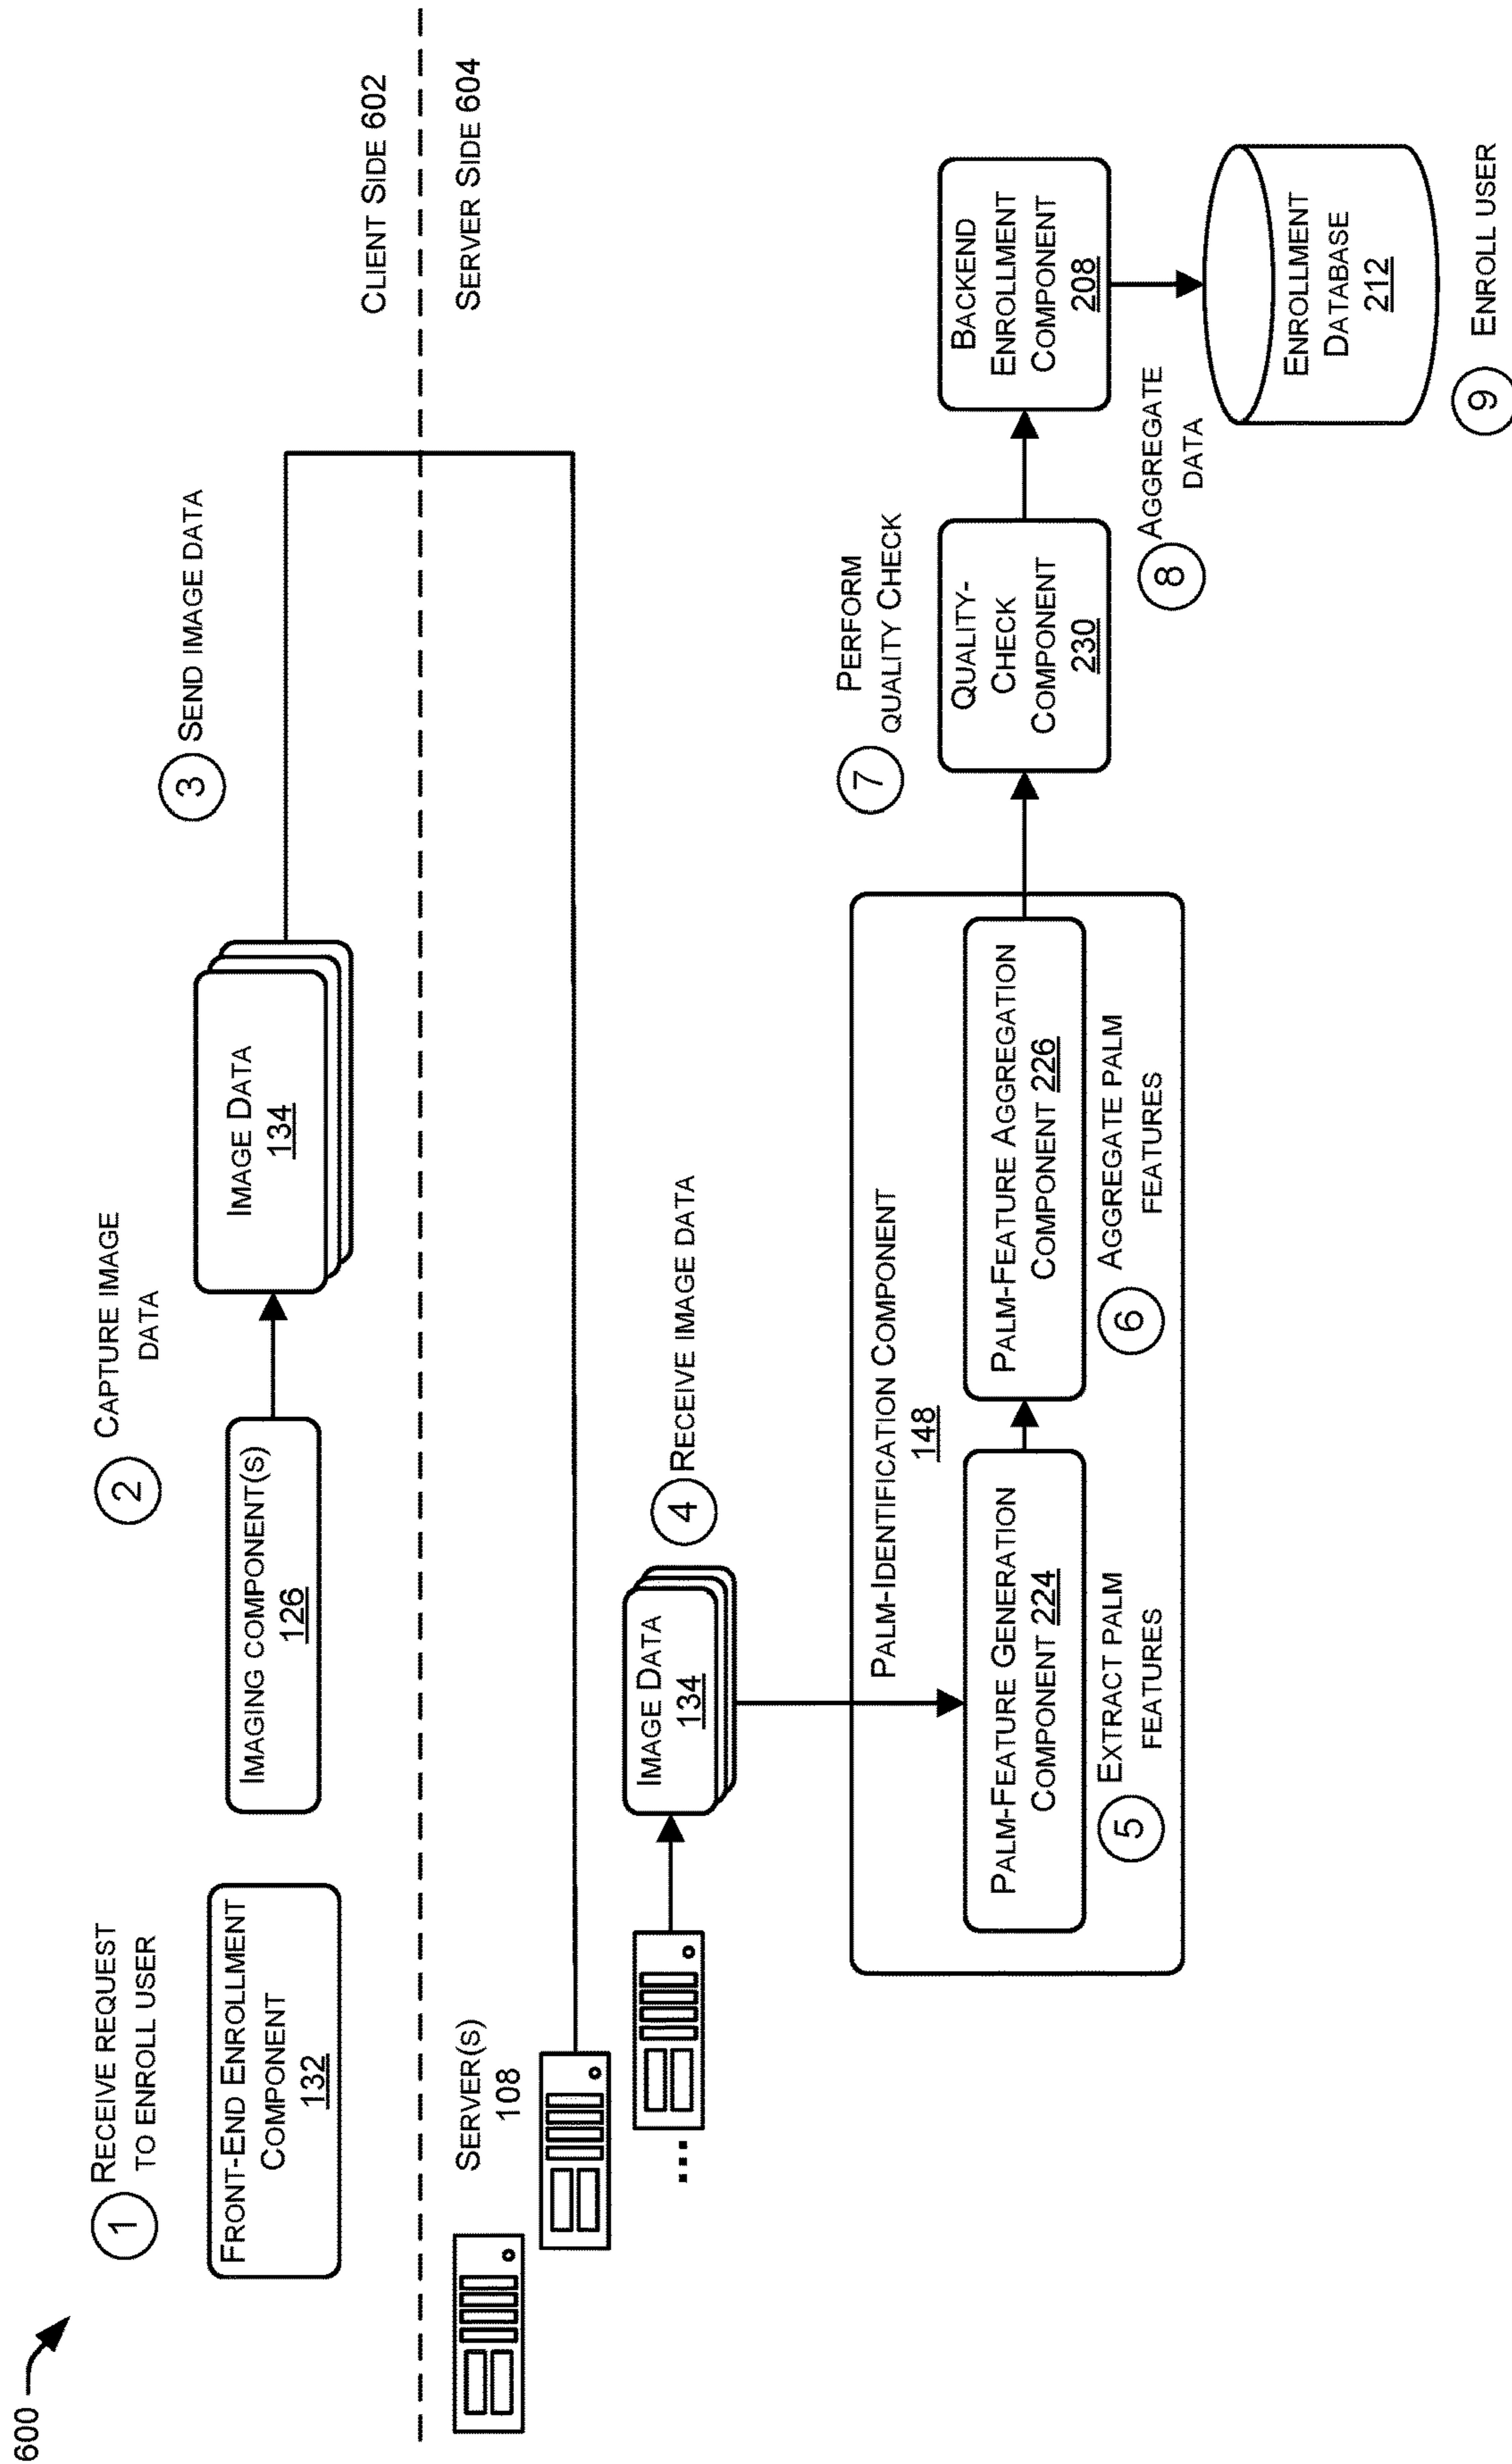 600
1
RECEIVE REQUEST
TO ENROLL USER
FRONT-END ENROLLMENT
COMPONENT
132
2
CAPTURE IMAGE
DATA
IMAGING COMPONENT(S)
126
3
SEND IMAGE DATA
IMAGE DATA
134
CLIENT SIDE 602
SERVER SIDE 604
SERVER(S)
108
...
4
RECEIVE IMAGE DATA
IMAGE DATA
134
PALM-IDENTIFICATION COMPONENT
148
PALM-FEATURE GENERATION
COMPONENT 224
5
EXTRACT PALM
FEATURES
PALM-FEATURE AGGREGATION
COMPONENT 226
6
AGGREGATE PALM
FEATURES
7
PERFORM
QUALITY CHECK
QUALITY-
CHECK
COMPONENT
230
BACKEND
ENROLLMENT
COMPONENT
208
8
AGGREGATE
DATA
ENROLLMENT
DATABASE
212
9
ENROLL USER